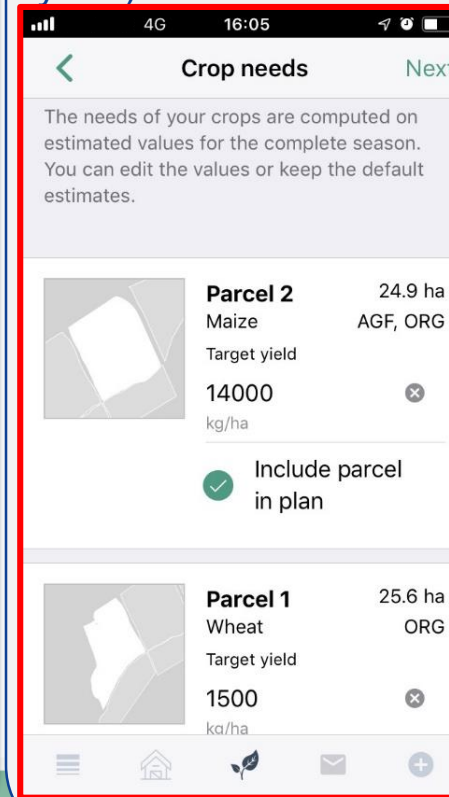 4G 16:05
Crop needs Next
The needs of your crops are computed on
estimated values for the complete season.
You can edit the values or keep the default
estimates.
Parcel 2 24.9 ha
Maize AGF, ORG
Target yield
14000
kg/ha
Include parcel
in plan
Parcel 1 25.6 ha
Wheat ORG
Target yield
1500
kg/ha